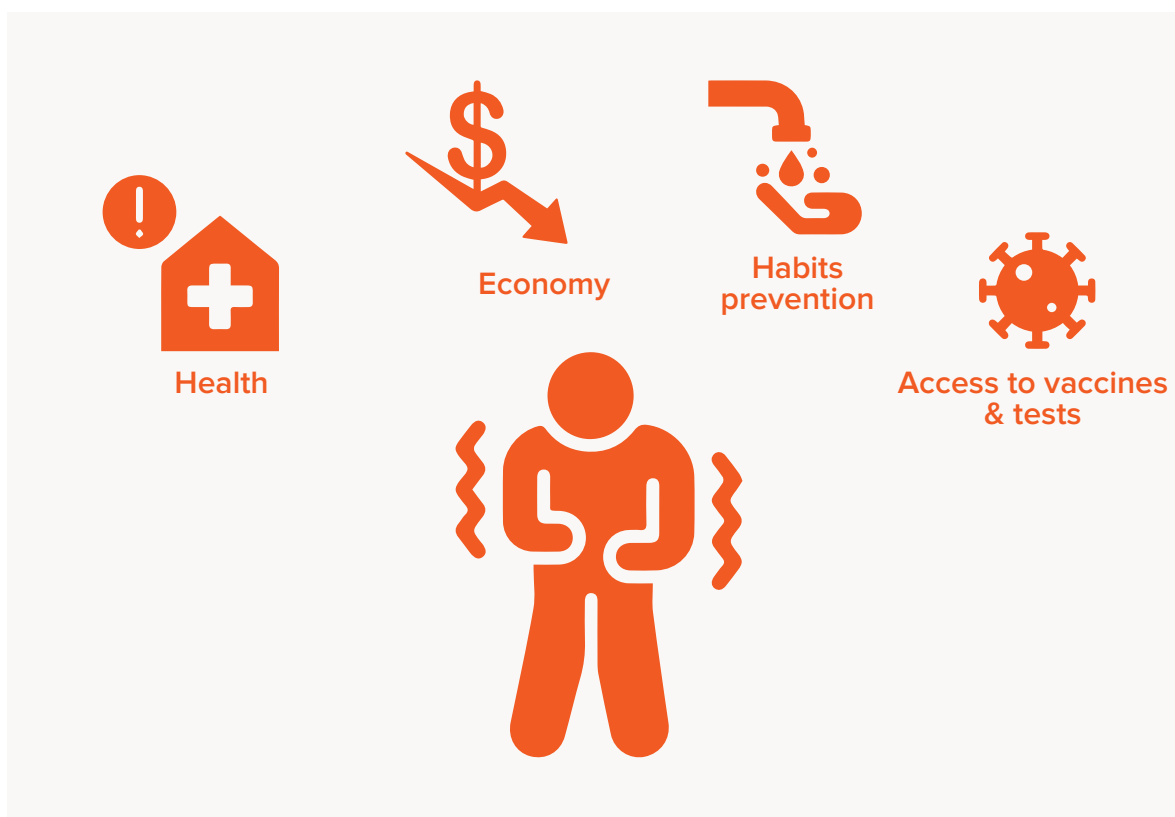 Health
Economy
Habits
prevention
Access to vaccines
& tests